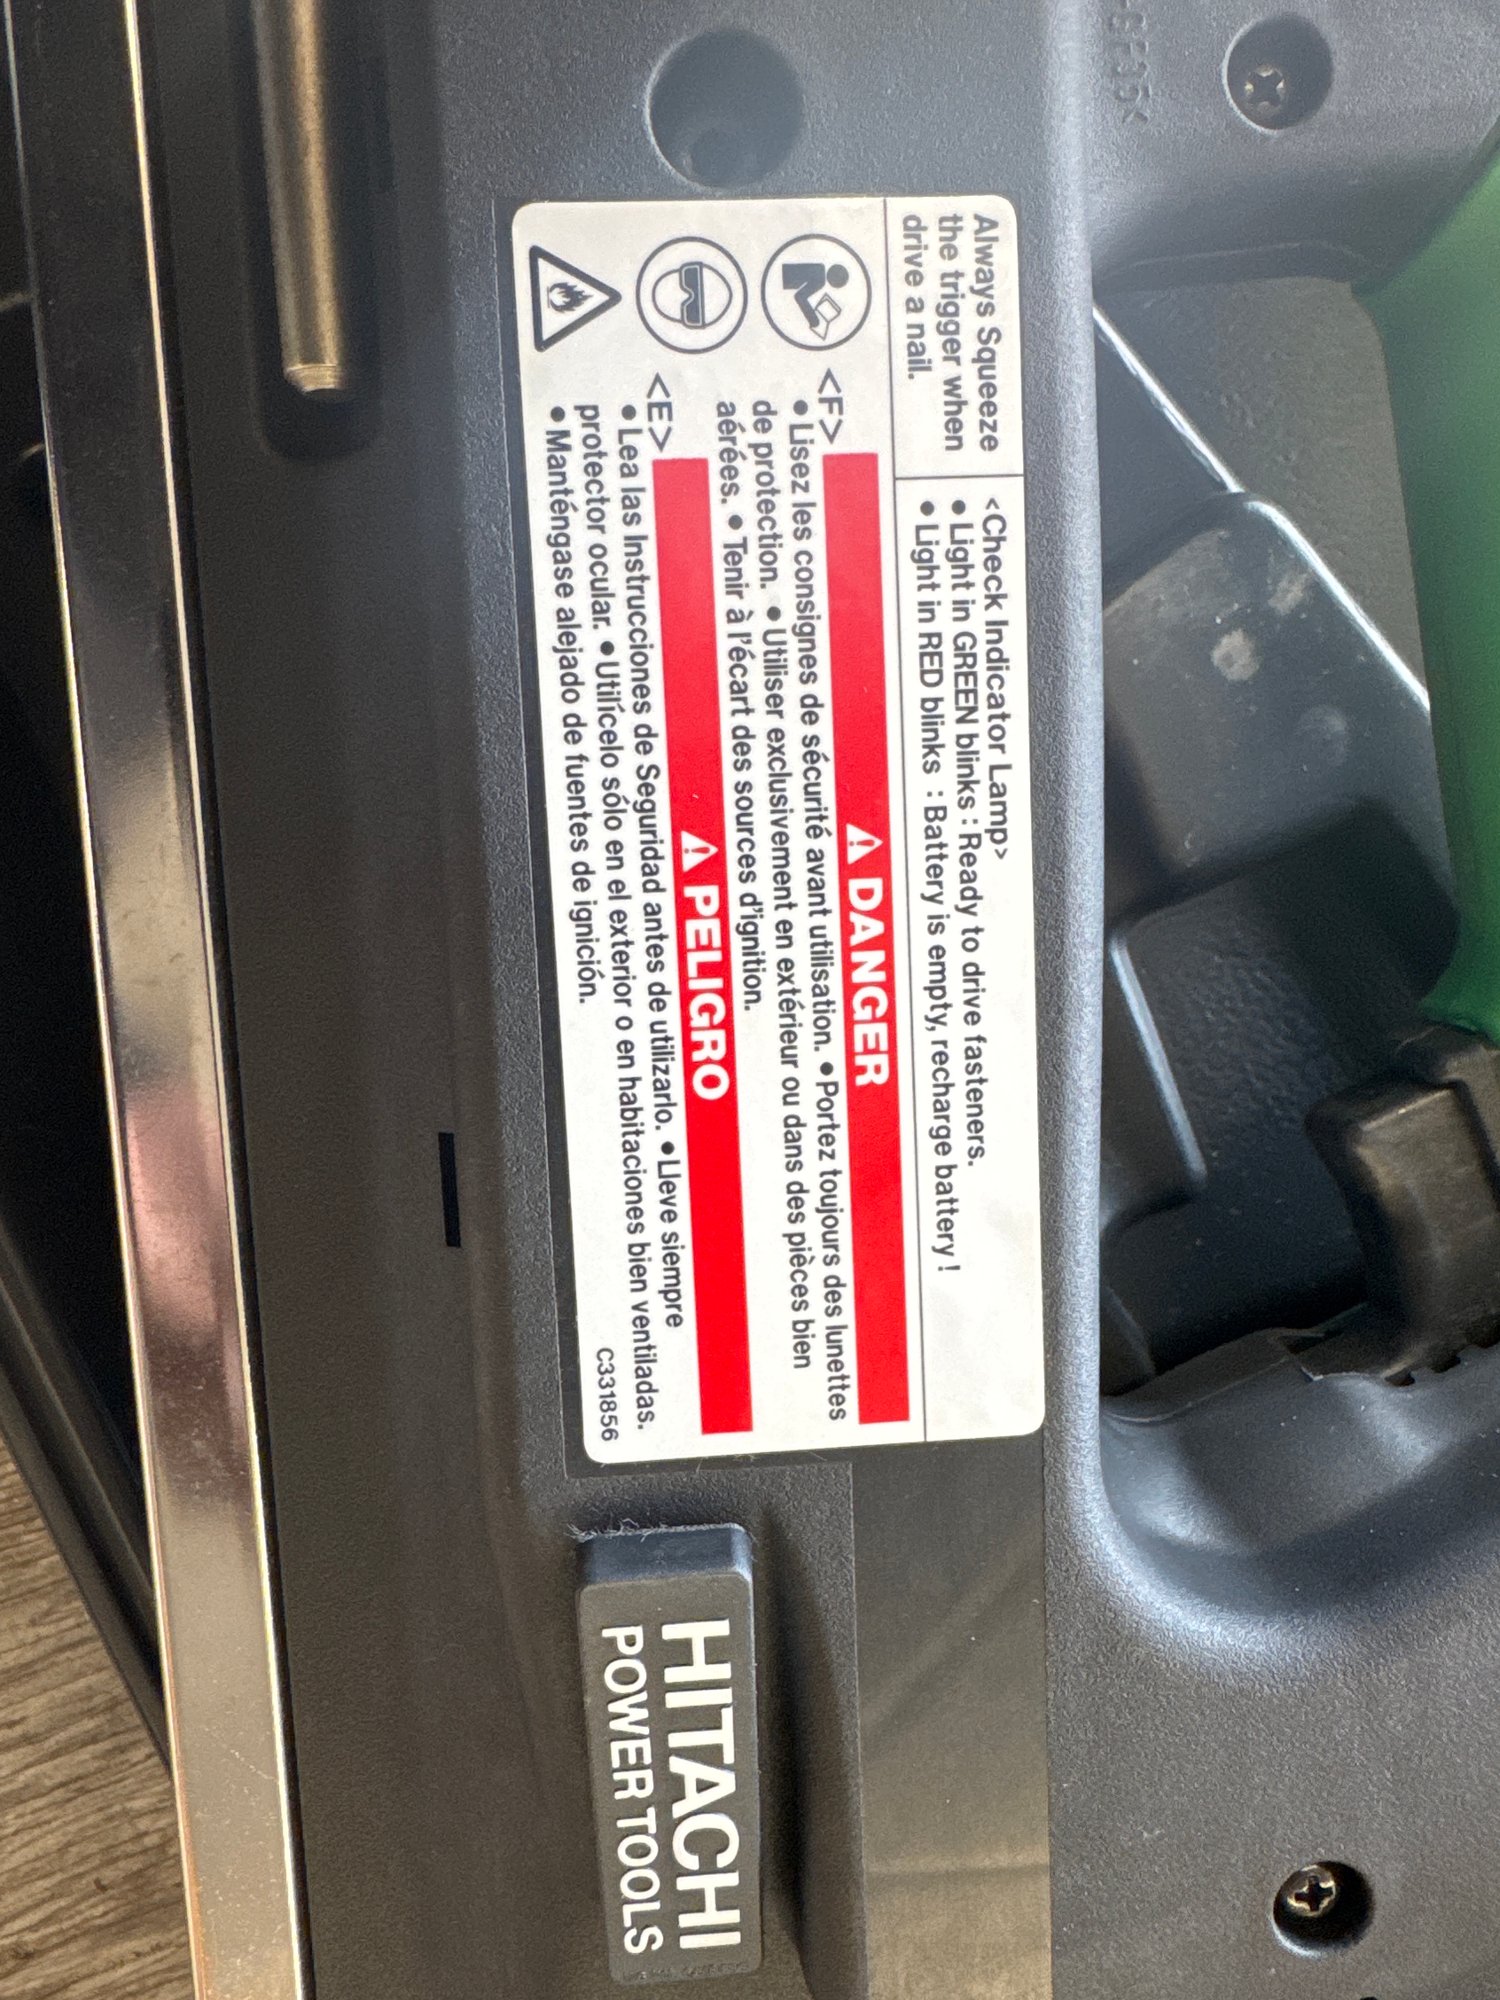 Always Squeeze
the trigger when
drive a nail.
<Check Indicator Lamp>
● Light in GREEN blinks : Ready to drive fasteners.
● Light in RED blinks : Battery is empty, recharge battery !
<F> ⚠ DANGER
● Lisez les consignes de sécurité avant utilisation. ● Portez toujours des lunettes
de protection. ● Utiliser exclusivement en extérieur ou dans des pièces bien
aérées. ● Tenir à l'écart des sources d'ignition.
<E> ⚠ PELIGRO
● Lea las Instrucciones de Seguridad antes de utilizarlo. ● Lleve siempre
protector ocular. ● Utilícelo sólo en el exterior o en habitaciones bien ventiladas.
● Manténgase alejado de fuentes de ignición.
C331856
HITACHI
POWER TOOLS